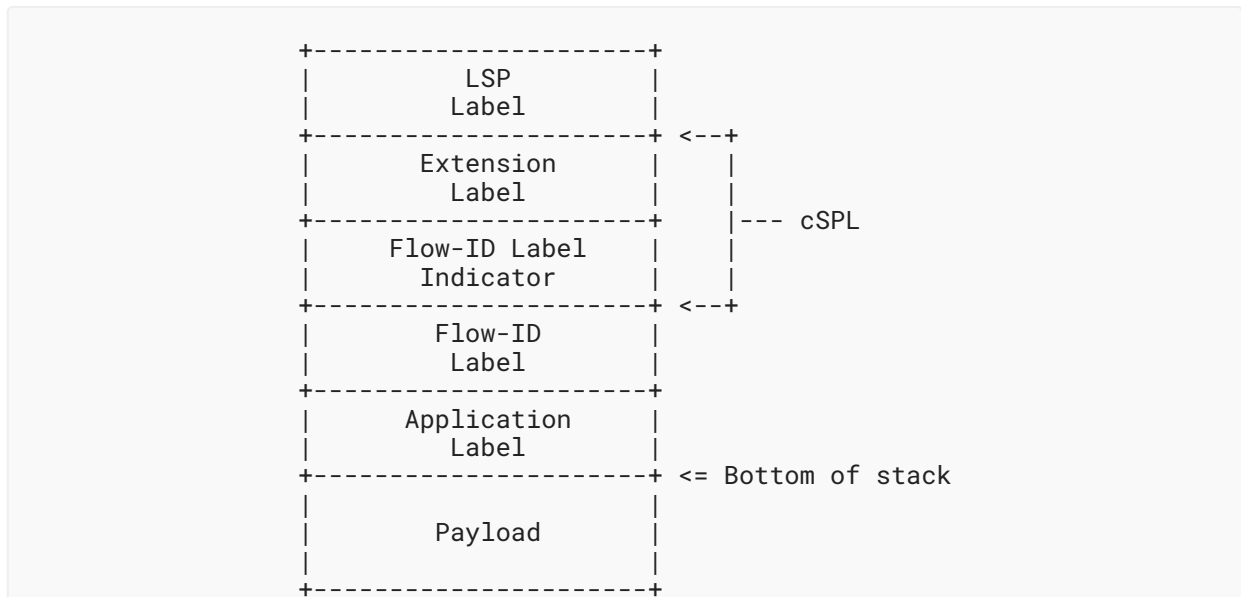 +----------------------+
|          LSP         |
|         Label        |
+----------------------+ <--+
|       Extension      |    |
|         Label        |    |
+----------------------+    |--- cSPL
|     Flow-ID Label    |    |
|       Indicator      |    |
+----------------------+ <--+
|        Flow-ID       |
|         Label        |
+----------------------+
|      Application     |
|         Label        |
+----------------------+ <= Bottom of stack
|                      |
|        Payload       |
|                      |
+----------------------+